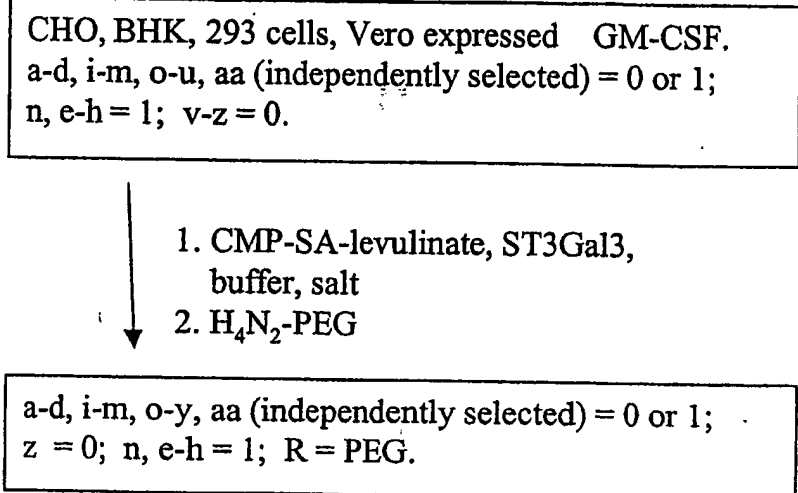 CHO, BHK, 293 cells, Vero expressed GM-CSF.
a-d, i-m, o-u, aa (independently selected) = 0 or 1;
n, e-h = 1; v-z = 0.
1. CMP-SA-levulinate, ST3Gal3,
buffer, salt
2. H₄N₂-PEG
a-d, i-m, o-y, aa (independently selected) = 0 or 1;
z = 0; n, e-h = 1; R = PEG.